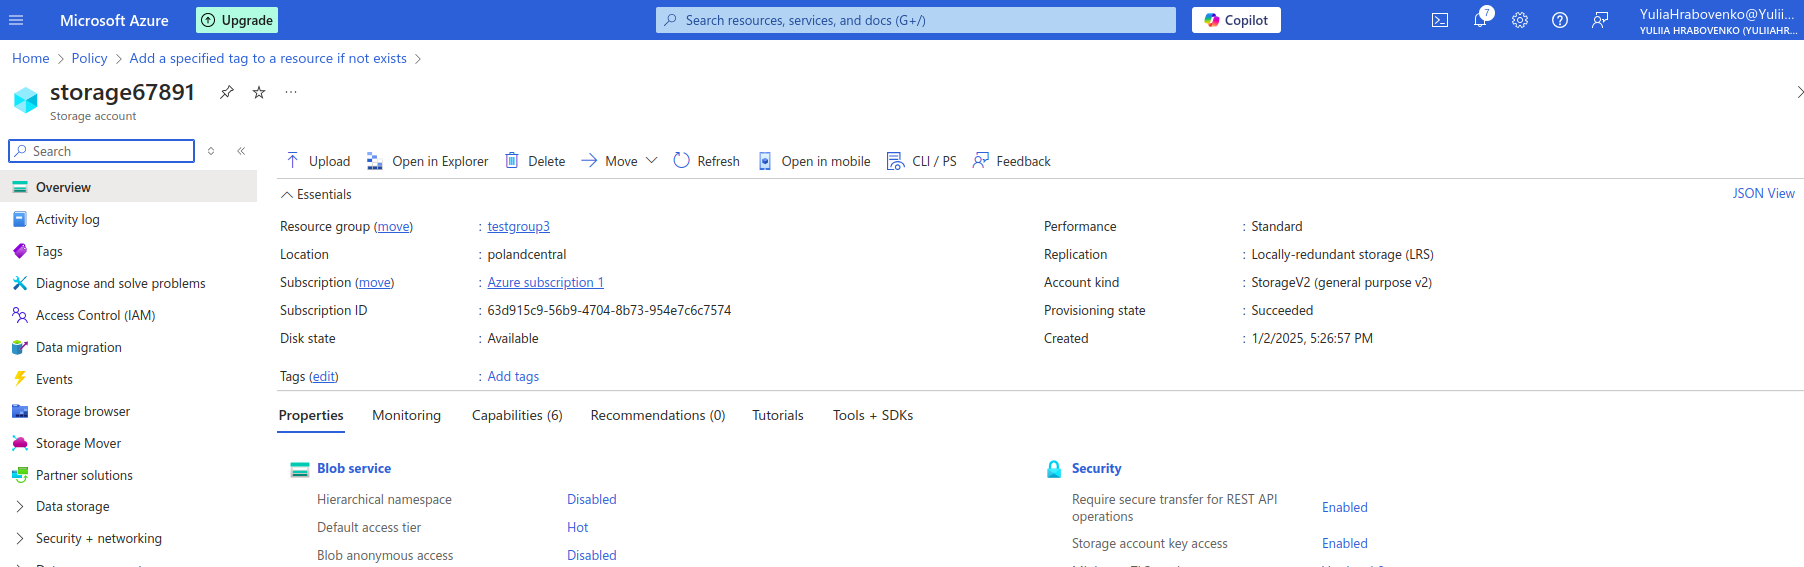 Microsoft Azure
Upgrade
Search resources, services, and docs (G+/)
Copilot
7
YuliaHrabovenko@Yulii...
YULIIA HRABOVENKO (YULIIAHR...
Home > Policy > Add a specified tag to a resource if not exists >
storage67891
Storage account
Search
Overview
Activity log
Tags
Diagnose and solve problems
Access Control (IAM)
Data migration
Events
Storage browser
Storage Mover
Partner solutions
Data storage
Security + networking
Upload
Open in Explorer
Delete
Move
Refresh
Open in mobile
CLI / PS
Feedback
Essentials
JSON View
Resource group (move) : testgroup3
Location : polandcentral
Subscription (move) : Azure subscription 1
Subscription ID : 63d915c9-56b9-4704-8b73-954e7c6c7574
Disk state : Available
Performance : Standard
Replication : Locally-redundant storage (LRS)
Account kind : StorageV2 (general purpose v2)
Provisioning state : Succeeded
Created : 1/2/2025, 5:26:57 PM
Tags (edit) : Add tags
Properties
Monitoring
Capabilities (6)
Recommendations (0)
Tutorials
Tools + SDKs
Blob service
Hierarchical namespace Disabled
Default access tier Hot
Blob anonymous access Disabled
Security
Require secure transfer for REST API
operations Enabled
Storage account key access Enabled